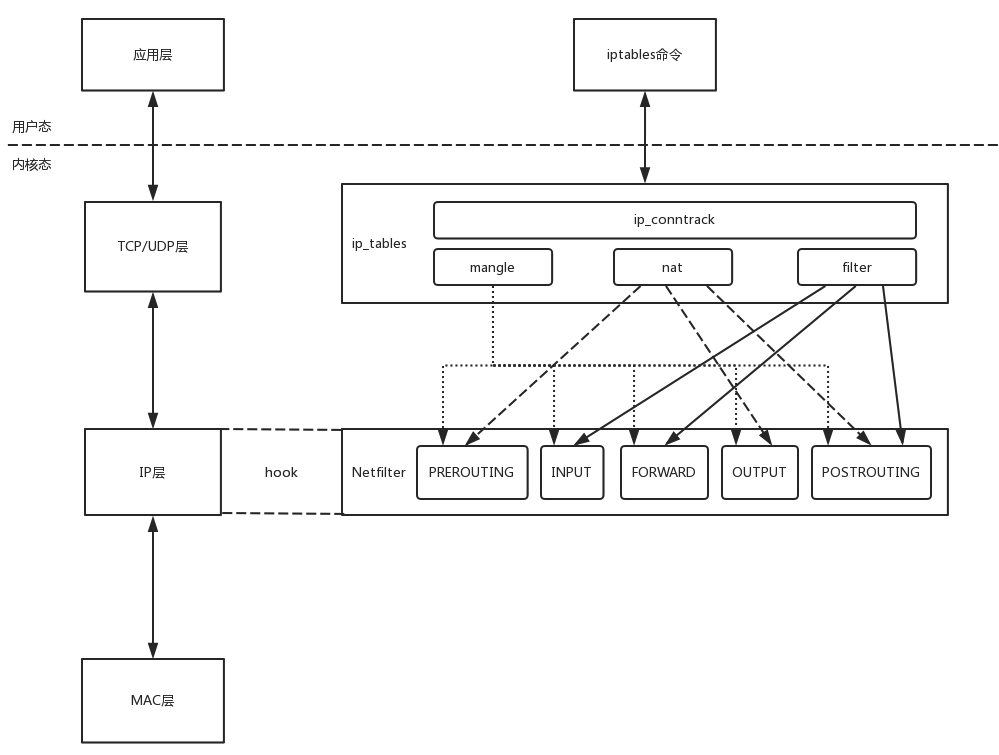 应用层
iptables命令
用户态
内核态
TCP/UDP层
ip_tables
ip_conntrack
mangle
nat
filter
IP层
hook
Netfilter
PREROUTING
INPUT
FORWARD
OUTPUT
POSTROUTING
MAC层